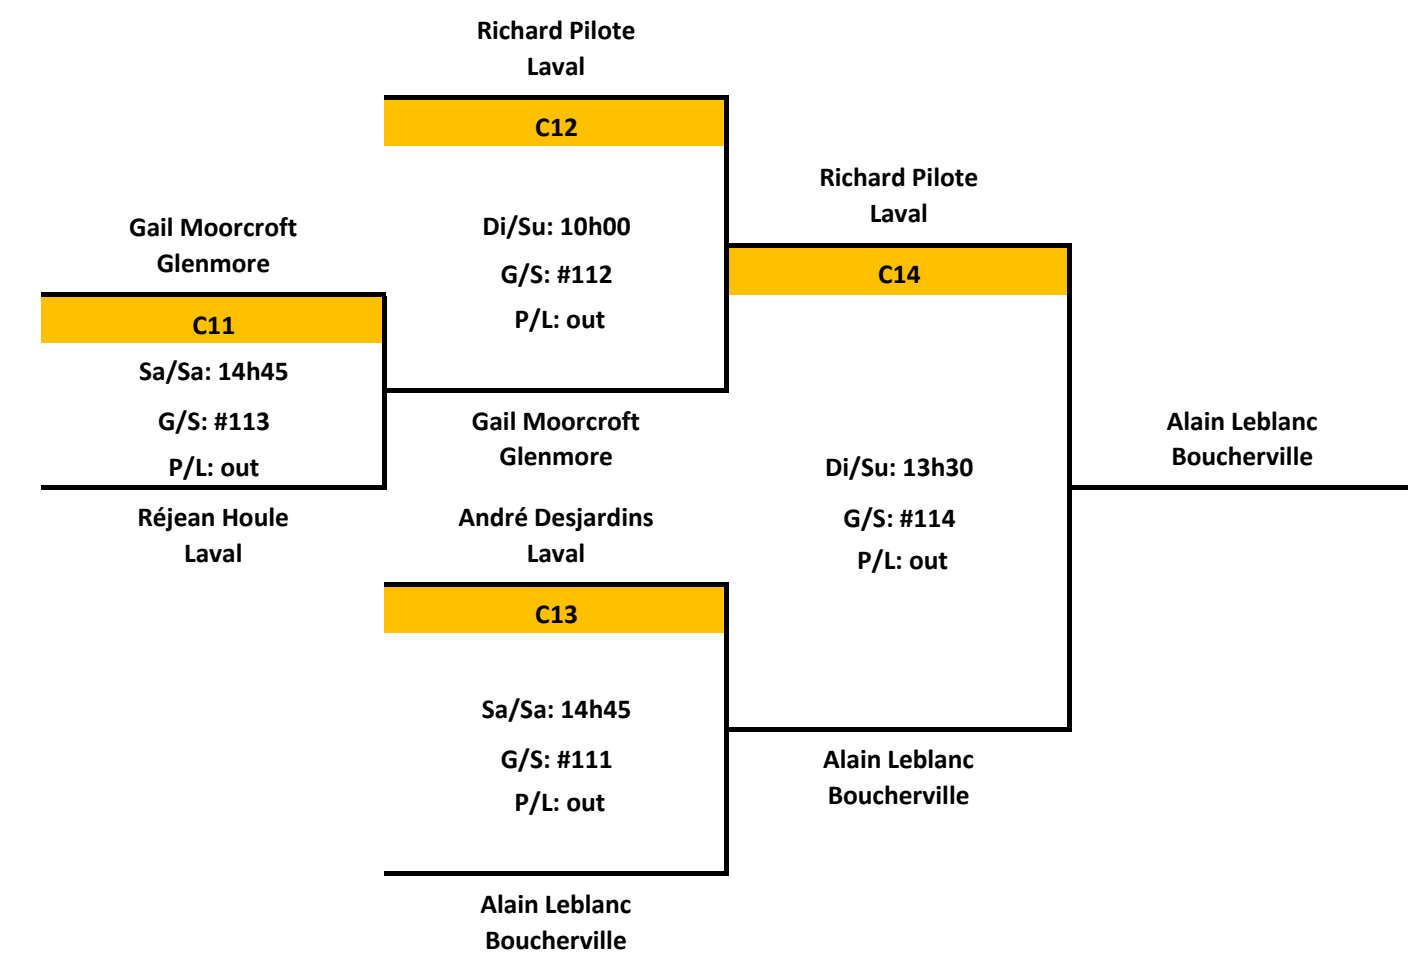 Richard Pilote
Laval
C12
Di/Su: 10h00
G/S: #112
P/L: out
Gail Moorcroft
Glenmore
C11
Sa/Sa: 14h45
G/S: #113
P/L: out
Réjean Houle
Laval
Gail Moorcroft
Glenmore
André Desjardins
Laval
C13
Sa/Sa: 14h45
G/S: #111
P/L: out
Alain Leblanc
Boucherville
Richard Pilote
Laval
C14
Di/Su: 13h30
G/S: #114
P/L: out
Alain Leblanc
Boucherville
Alain Leblanc
Boucherville